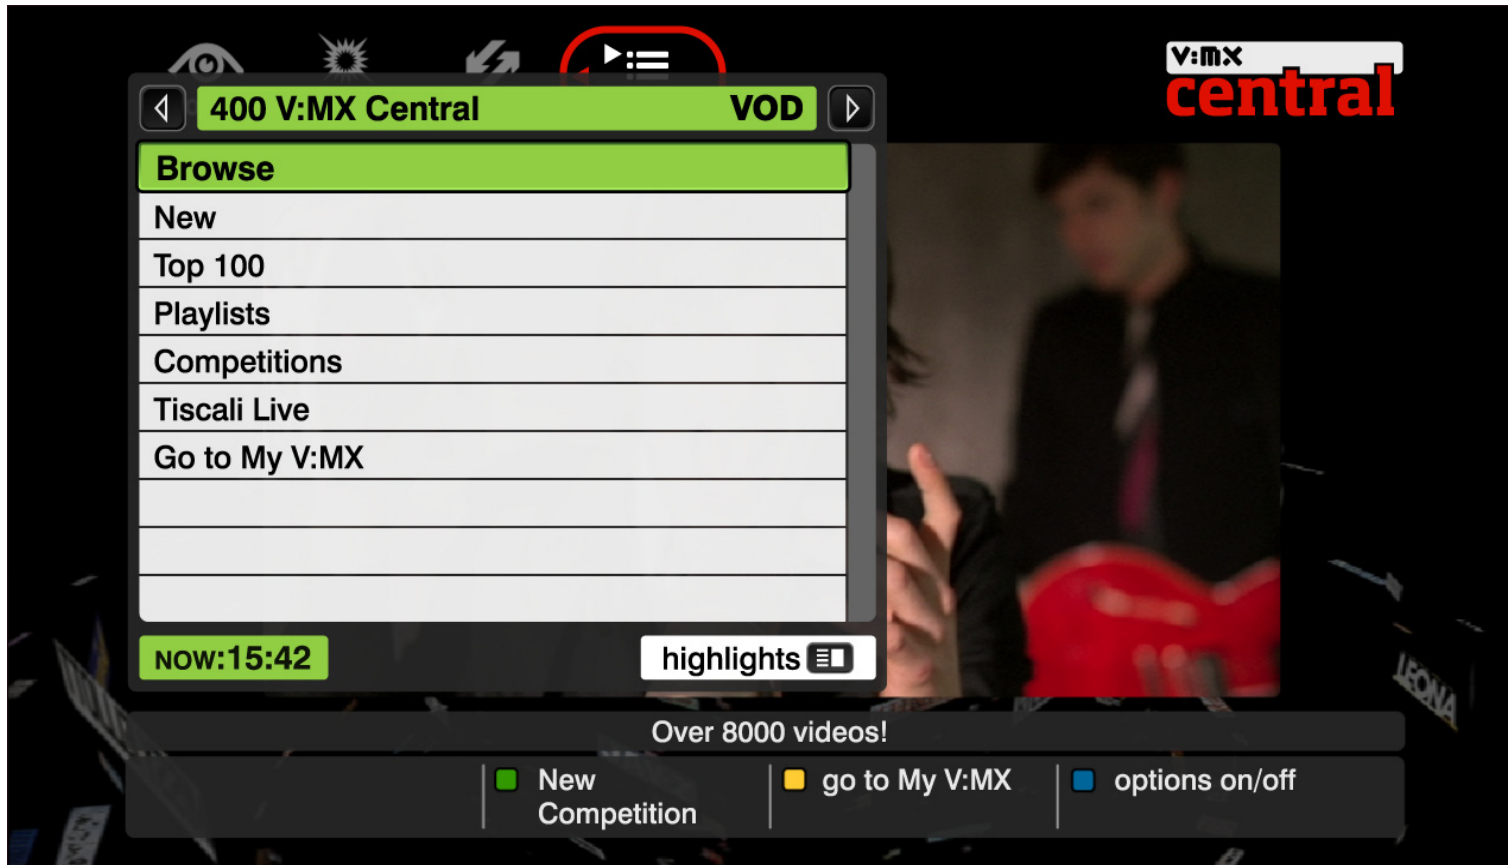 V:MX
central
400 V:MX Central VOD
Browse
New
Top 100
Playlists
Competitions
Tiscali Live
Go to My V:MX
NOW:15:42 highlights
LEONA
Over 8000 videos!
New
Competition
go to My V:MX
options on/off